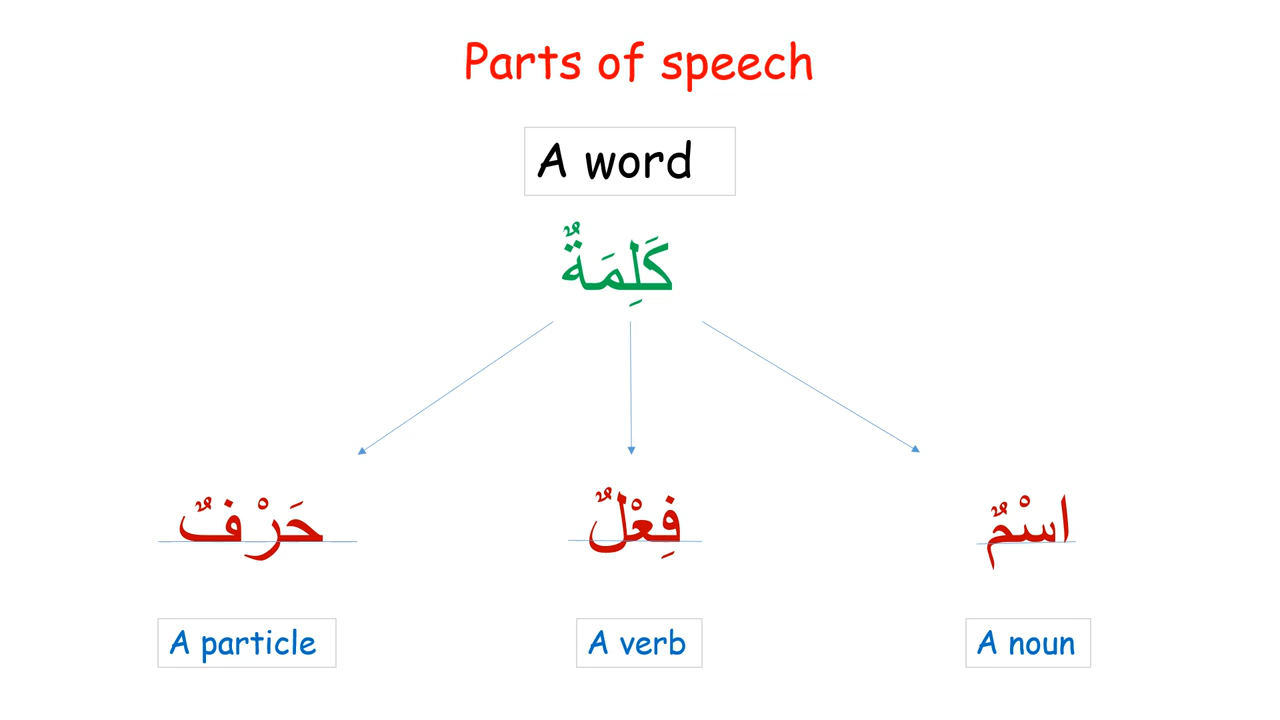 Parts of speech
A word
كَلِمَةٌ
حَرْفٌ
فِعْلٌ
اسْمٌ
A particle
A verb
A noun